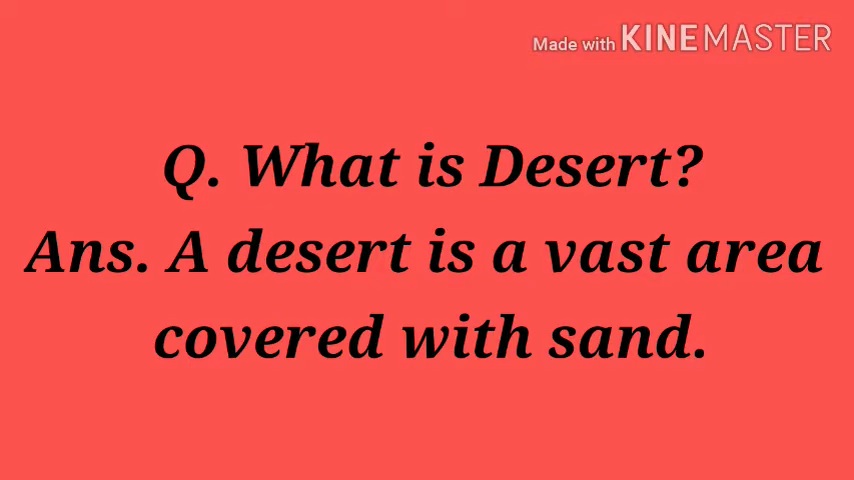 Made with KINEMASTER
Q. What is Desert?
Ans. A desert is a vast area
covered with sand.